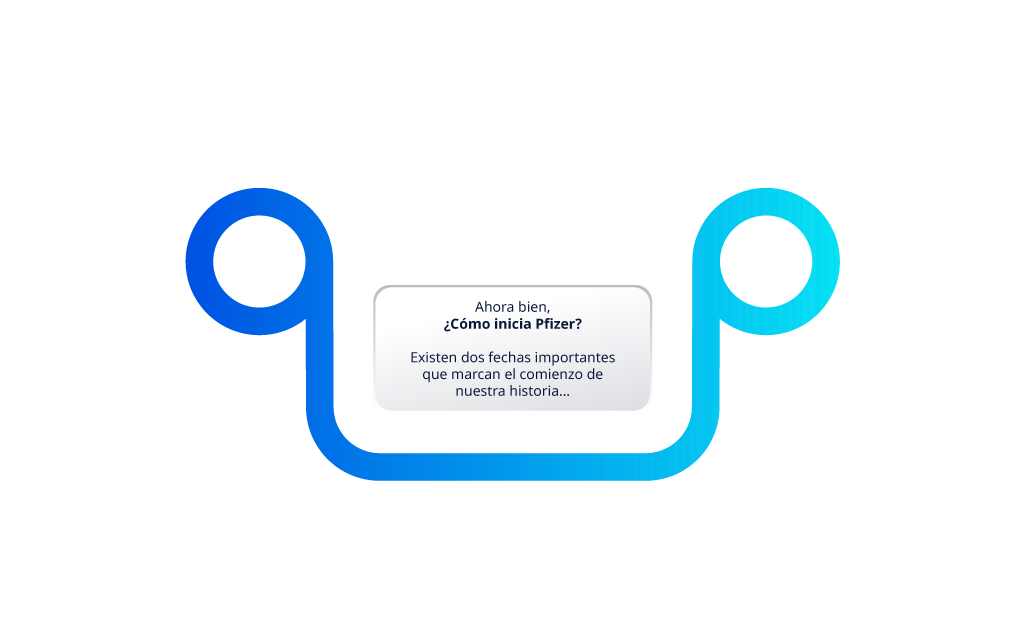 Ahora bien,
¿Cómo inicia Pfizer?
Existen dos fechas importantes
que marcan el comienzo de
nuestra historia...